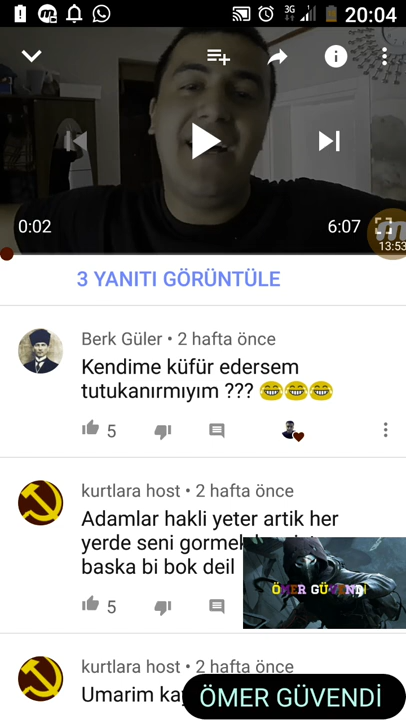 3G
20:04
0:02
6:07
13:53
3 YANITI GÖRÜNTÜLE
Berk Güler • 2 hafta önce
Kendime küfür edersem
tutukanırmıyım ??? 😂😂😂
5
kurtlara host • 2 hafta önce
Adamlar hakli yeter artik her
yerde seni gormek
baska bi bok deil
ÖMER GÜVENDİ
5
kurtlara host • 2 hafta önce
Umarim
ÖMER GÜVENDİ